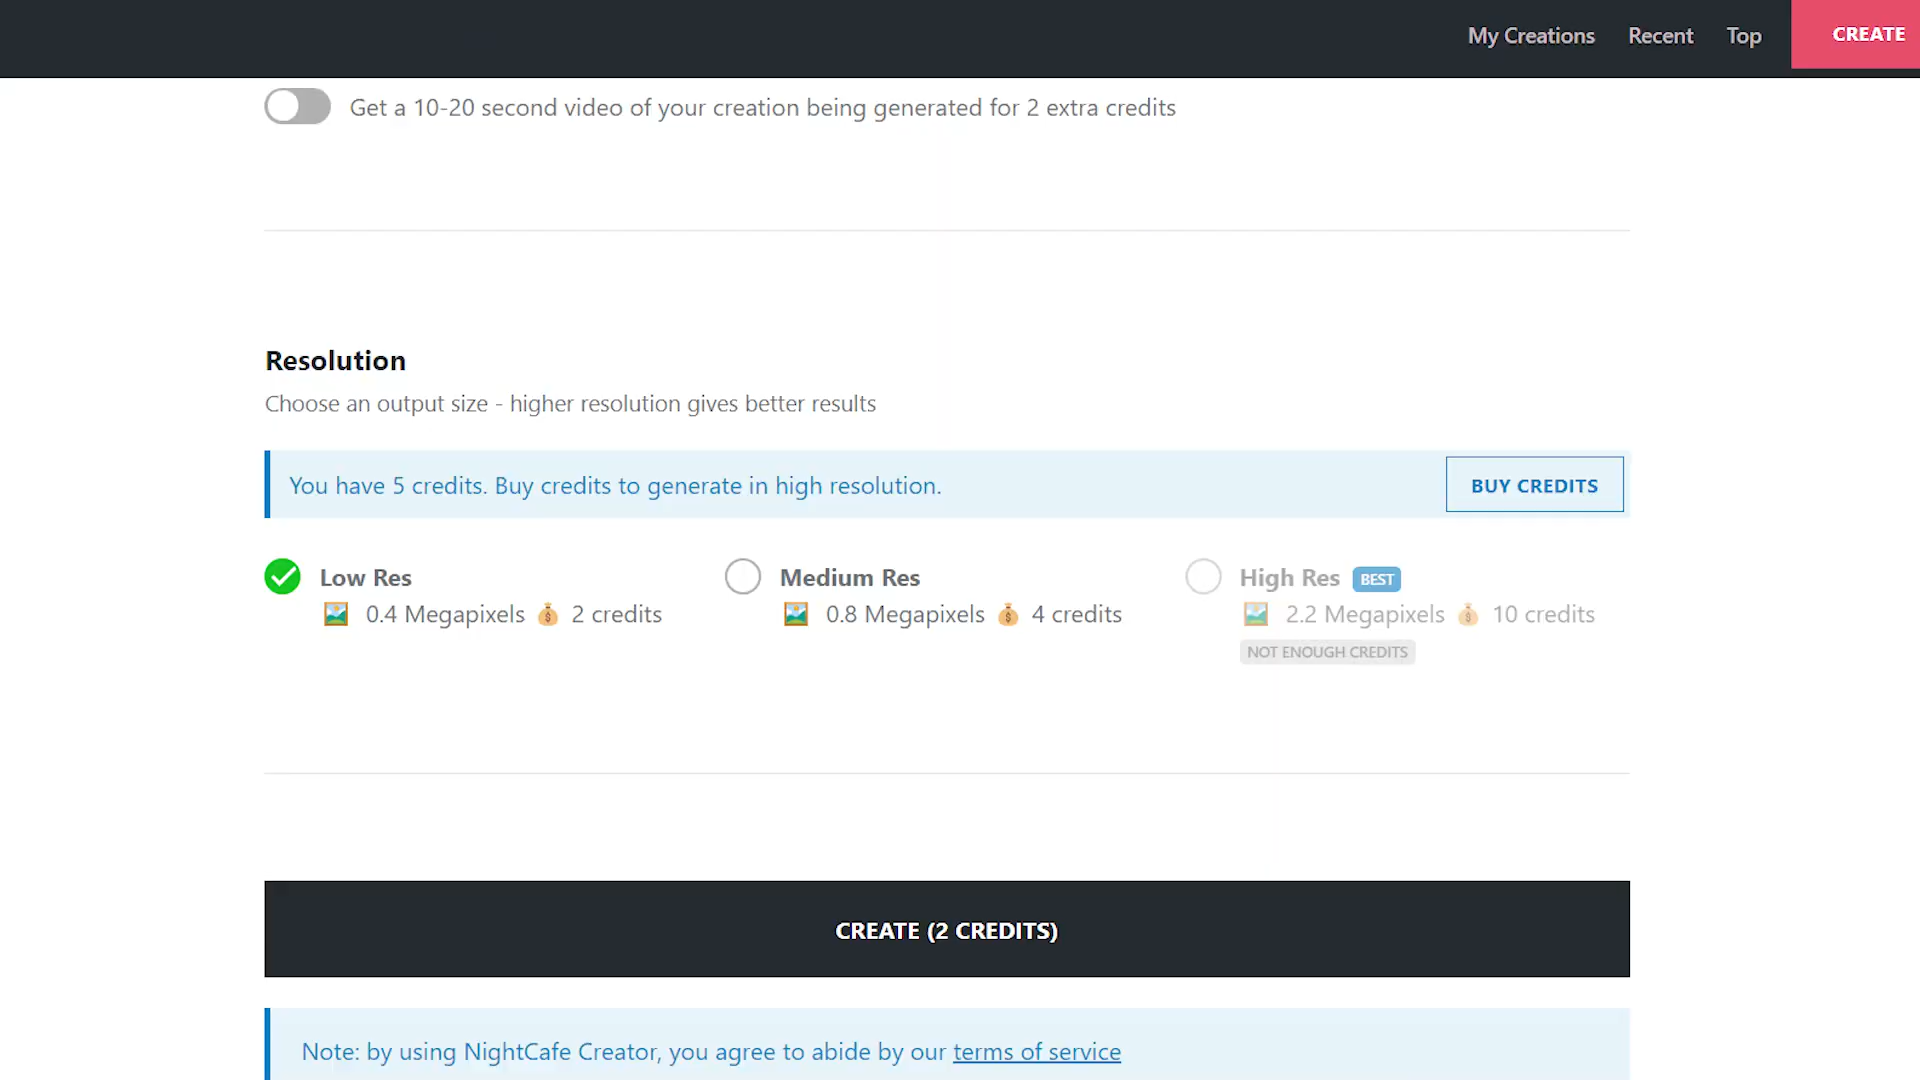 My Creations Recent Top CREATE
Get a 10-20 second video of your creation being generated for 2 extra credits
Resolution
Choose an output size - higher resolution gives better results
You have 5 credits. Buy credits to generate in high resolution. BUY CREDITS
Low Res Medium Res High Res BEST
0.4 Megapixels 2 credits 0.8 Megapixels 4 credits 2.2 Megapixels 10 credits
NOT ENOUGH CREDITS
CREATE (2 CREDITS)
Note: by using NightCafe Creator, you agree to abide by our terms of service